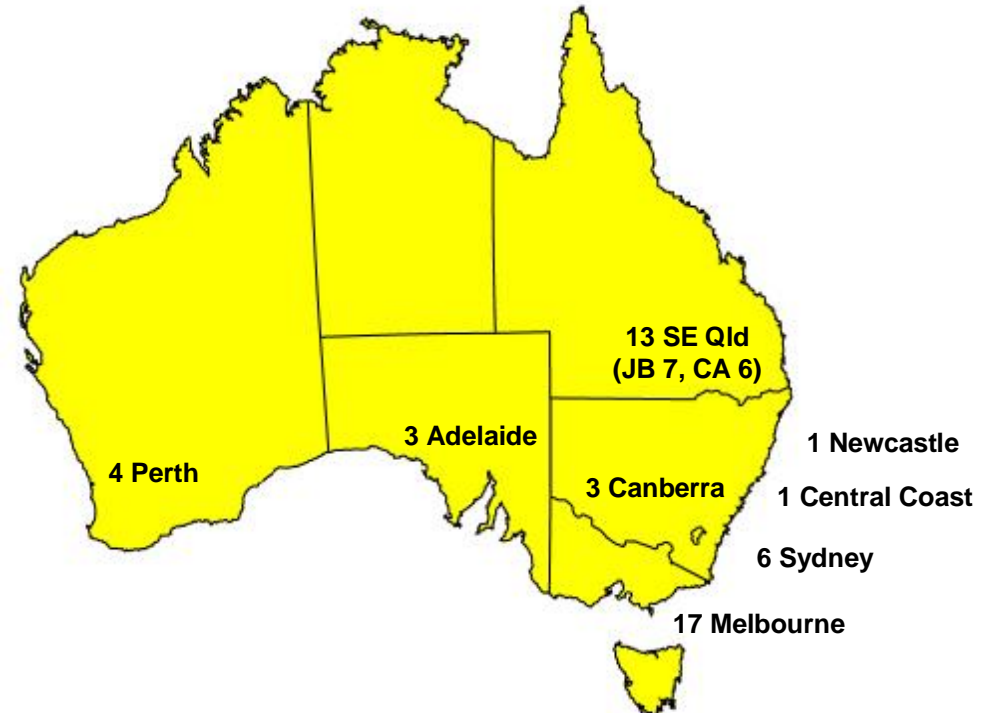 13 SE Qld
(JB 7, CA 6)
3 Adelaide
1 Newcastle
4 Perth
3 Canberra
1 Central Coast
6 Sydney
17 Melbourne